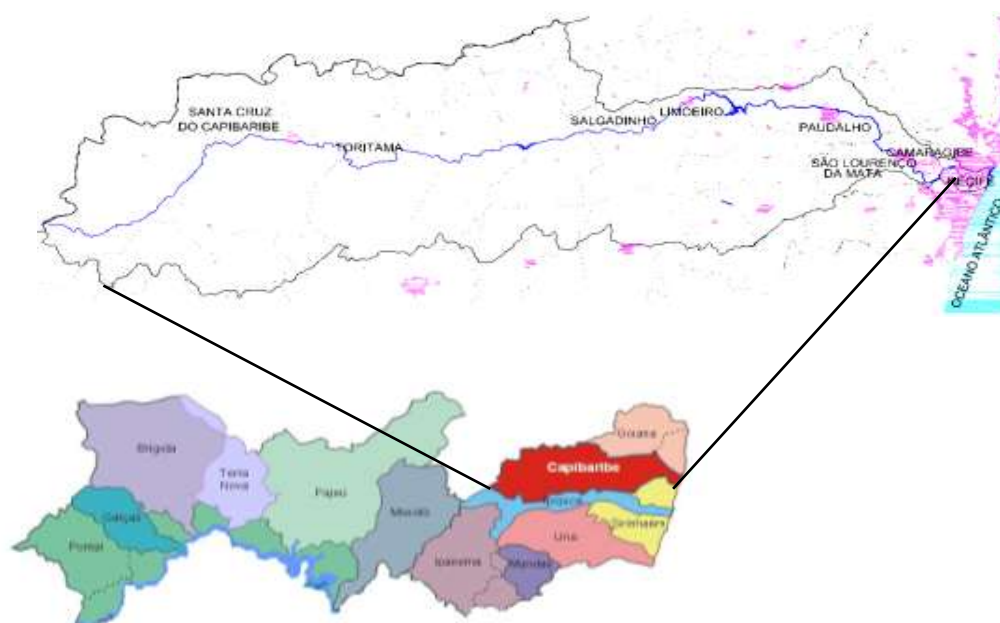 SANTA CRUZ
DO CAPIBARIBE
TORITAMA
SALGADINHO
LIMOEIRO
PAUDALHO
CAMARAGIBE
SÃO LOURENÇO
DA MATA
RECIFE
OCEANO ATLÂNTICO
Goiana
Brigida
Capibaribe
Terra
Nova
Pajeú
Moxotó
Ipojuca
Garças
Sirinhaém
Pontal
Una
Ipanema
Mundaú